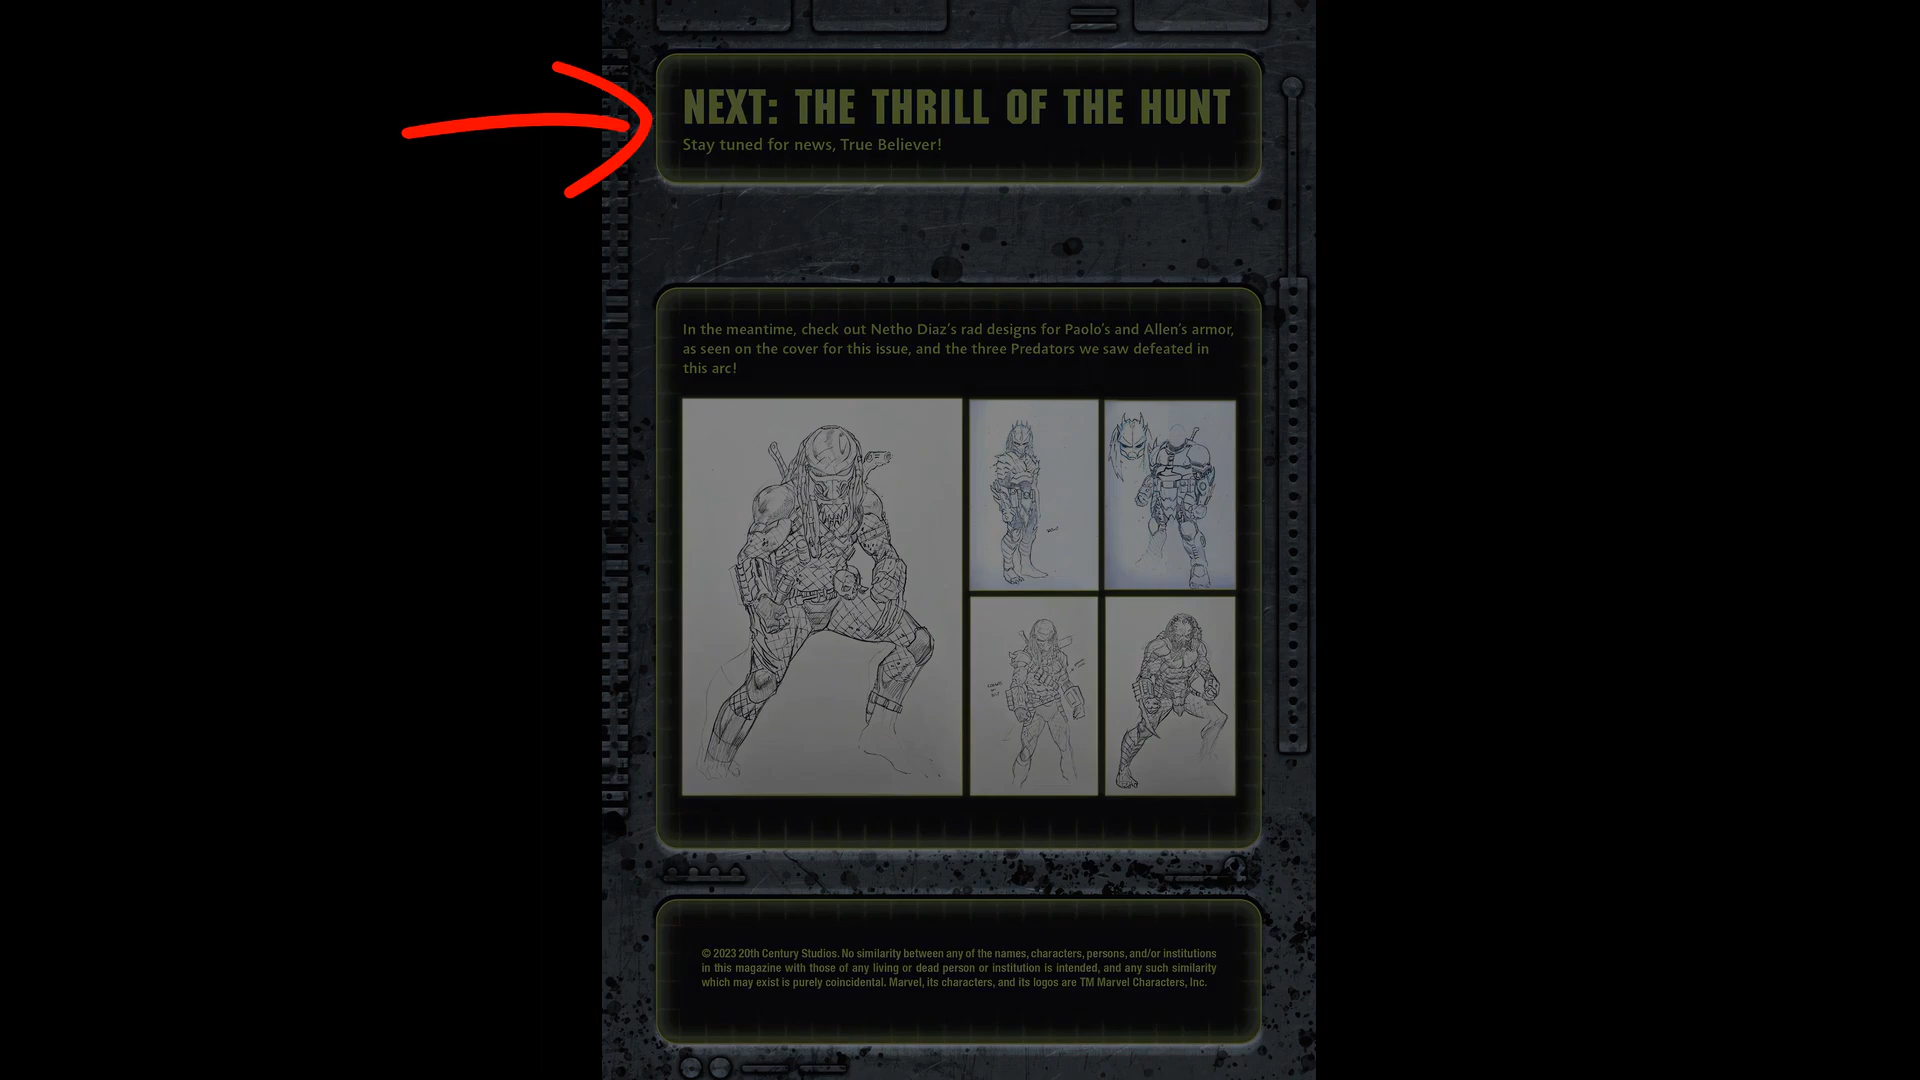 NEXT: THE THRILL OF THE HUNT
Stay tuned for news, True Believer!
In the meantime, check out Netho Diaz's rad designs for Paolo's and Allen's armor,
as seen on the cover for this issue, and the three Predators we saw defeated in
this arc!
© 2023 20th Century Studios. No similarity between any of the names, characters, persons, and/or institutions
in this magazine with those of any living or dead person or institution is intended, and any such similarity
which may exist is purely coincidental. Marvel, its characters, and its logos are TM Marvel Characters, Inc.